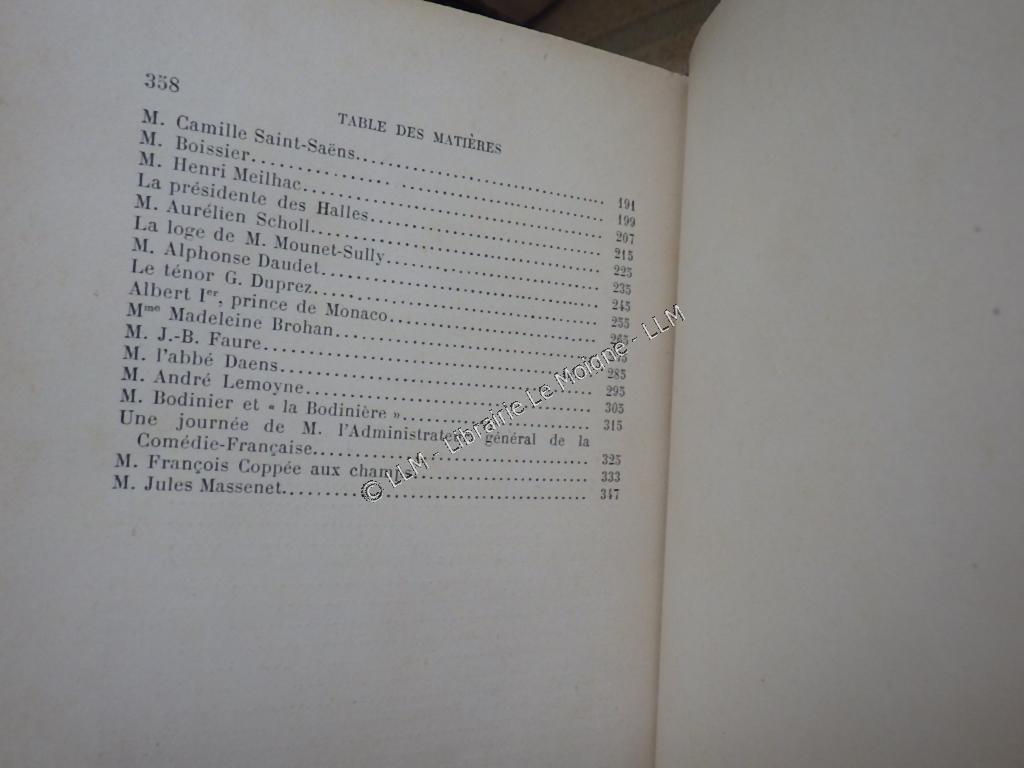 358
TABLE DES MATIÈRES
M. Camille Saint-Saëns. 191
M. Boissier. 199
M. Henri Meilhac. 207
La présidente des Halles. 215
M. Aurélien Scholl. 225
La loge de M. Mounet-Sully. 235
M. Alphonse Daudet. 245
Le ténor G. Duprez. 255
Albert Ier, prince de Monaco. 265
Mme Madeleine Brohan.
M. J.-B. Faure. 285
M. l'abbé Daens. 295
M. André Lemoyne. 305
M. Bodinier et « la Bodinière ». 315
Une journée de M. l'Administrateur général de la
Comédie-Française. 325
M. François Coppée aux champs. 333
M. Jules Massenet. 347
© LLM - Librairie Le Moiane - LLM